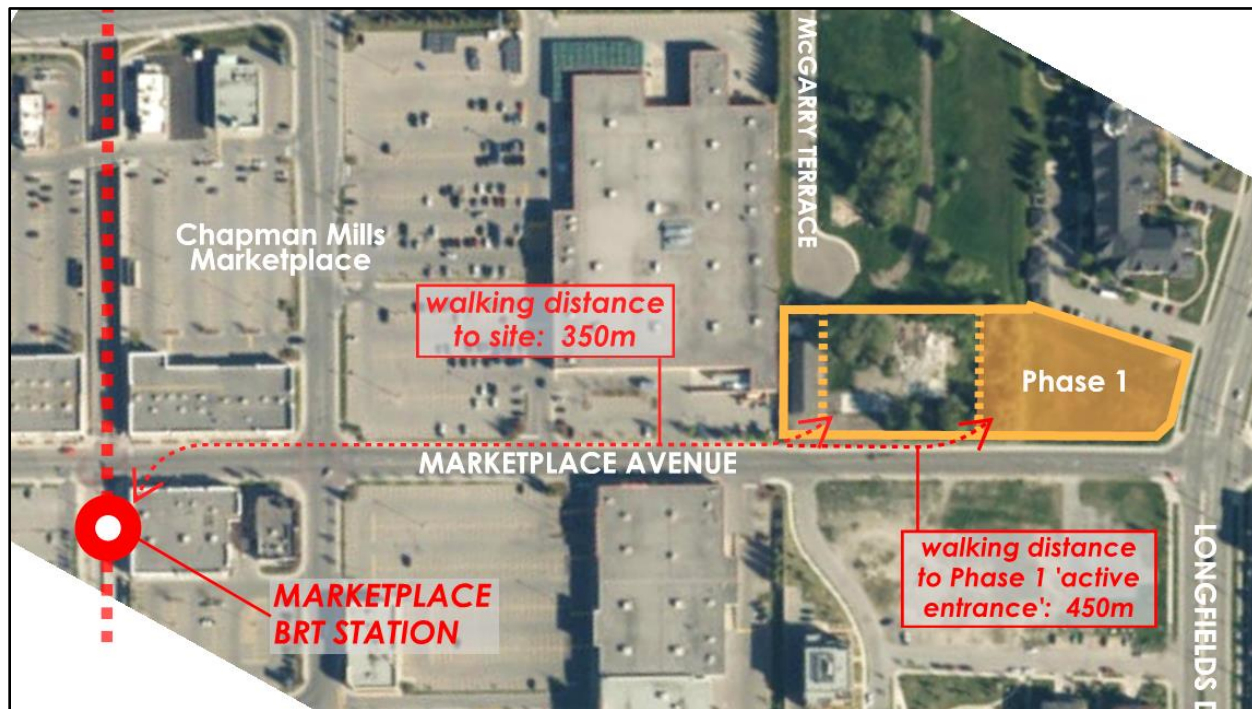 McGARRY TERRACE
Chapman Mills
Marketplace
walking distance
to site: 350m
Phase 1
MARKETPLACE AVENUE
walking distance
to Phase 1 'active
entrance': 450m
MARKETPLACE
BRT STATION
LONGFIELDS D